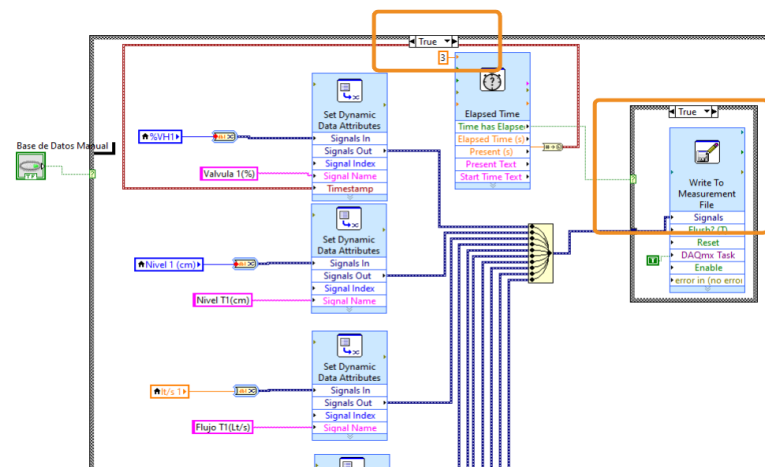 True
3
Set Dynamic
Data Attributes
Signals In
Signals Out
Signal Index
Signal Name
Timestamp
%VH1
Valvula 1(%)
Base de Datos Manual
TF
Elapsed Time
Time has Elapse
Elapsed Time (s)
Present (s)
Present Text
Start Time Text
True
Write To
Measurement
File
Signals
Flush? (T)
Reset
DAQmx Task
Enable
error in (no error
T
Set Dynamic
Data Attributes
Signals In
Signals Out
Signal Index
Signal Name
Nivel 1 (cm)
Nivel T1(cm)
Set Dynamic
Data Attributes
Signals In
Signals Out
Signal Index
Signal Name
lt/s 1
Flujo T1(Lt/s)